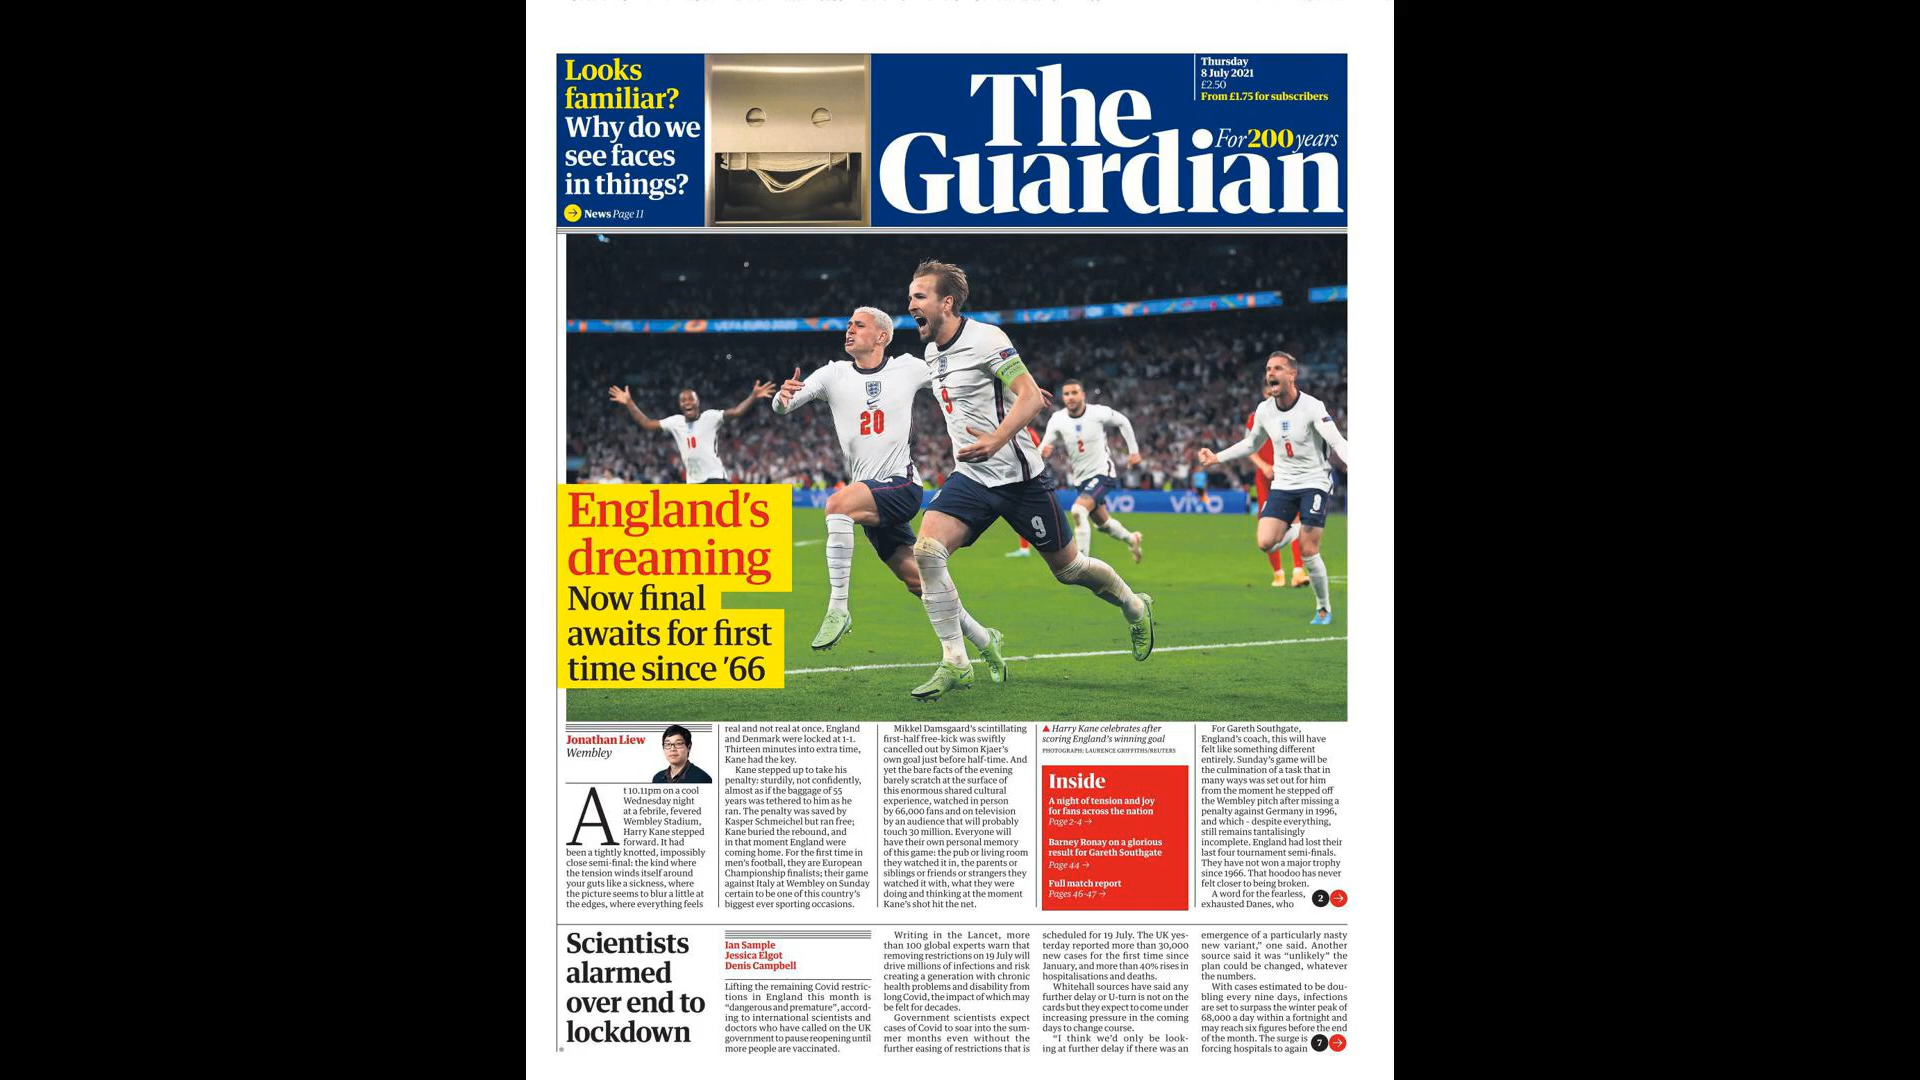 Looks
familiar?
Why do we
see faces
in things?
News Page 11
The
Guardian
For 200 years
Thursday
8 July 2021
£2.50
From £1.75 for subscribers
UEFA EURO 2020
10
20
9
9
2
8
8
vivo
England's
dreaming
Now final
awaits for first
time since '66
Jonathan Liew
Wembley
At 10.11pm on a cool
Wednesday night
at a febrile, fevered
Wembley Stadium,
Harry Kane stepped
forward. It had
been a tightly knotted, impossibly
close semi-final: the kind where
the tension winds itself around
your guts like a sickness, where
the picture seems to blur a little at
the edges, where everything feels
real and not real at once. England
and Denmark were locked at 1-1.
Thirteen minutes into extra time,
Kane had the key.
Kane stepped up to take his
penalty: sturdily, not confidently,
almost as if the baggage of 55
years was tethered to him as he
ran. The penalty was saved by
Kasper Schmeichel but ran free;
Kane buried the rebound, and
in that moment England were
coming home. For the first time in
men's football, they are European
Championship finalists; their game
against Italy at Wembley on Sunday
certain to be one of this country's
biggest ever sporting occasions.
Mikkel Damsgaard's scintillating
first-half free-kick was swiftly
cancelled out by Simon Kjaer's
own goal just before half-time. And
yet the bare facts of the evening
barely scratch at the surface of
this enormous shared cultural
experience, watched in person
by 66,000 fans and on television
by an audience that will probably
touch 30 million. Everyone will
have their own personal memory
of this game: the pub or living room
they watched it in, the parents or
siblings or friends or strangers they
watched it with, what they were
doing and thinking at the moment
Kane's shot hit the net.
Harry Kane celebrates after
scoring England's winning goal
PHOTOGRAPH: LAURENCE GRIFFITHS/REUTERS
Inside
A night of tension and joy
for fans across the nation
Page 2-4 →
Barney Ronay on a glorious
result for Gareth Southgate
Page 44 →
Full match report
Pages 46-47 →
For Gareth Southgate,
England's coach, this will have
felt like something different
entirely. Sunday's game will be
the culmination of a task that in
many ways was set out for him
from the moment he stepped off
the Wembley pitch after missing a
penalty against Germany in 1996,
and which - despite everything,
still remains tantalisingly
incomplete. England had lost their
last four tournament semi-finals.
They have not won a major trophy
since 1966. That hoodoo has never
felt closer to being broken.
A word for the fearless,
exhausted Danes, who
2 →
Scientists
alarmed
over end to
lockdown
Ian Sample
Jessica Elgot
Denis Campbell
Lifting the remaining Covid restric-
tions in England this month is
"dangerous and premature", accord-
ing to international scientists and
doctors who have called on the UK
government to pause reopening until
more people are vaccinated.
Writing in the Lancet, more
than 100 global experts warn that
removing restrictions on 19 July will
drive millions of infections and risk
creating a generation with chronic
health problems and disability from
long Covid, the impact of which may
be felt for decades.
Government scientists expect
cases of Covid to soar into the sum-
mer months even without the
further easing of restrictions that is
scheduled for 19 July. The UK yes-
terday reported more than 30,000
new cases for the first time since
January, and more than 40% rises in
hospitalisations and deaths.
Whitehall sources have said any
further delay or U-turn is not on the
cards but they expect to come under
increasing pressure in the coming
days to change course.
"I think we'd only be look-
ing at further delay if there was an
emergence of a particularly nasty
new variant," one said. Another
source said it was "unlikely" the
plan could be changed, whatever
the numbers.
With cases estimated to be dou-
bling every nine days, infections
are set to surpass the winter peak of
68,000 a day within a fortnight and
may reach six figures before the end
of the month. The surge is
forcing hospitals to again
7 →